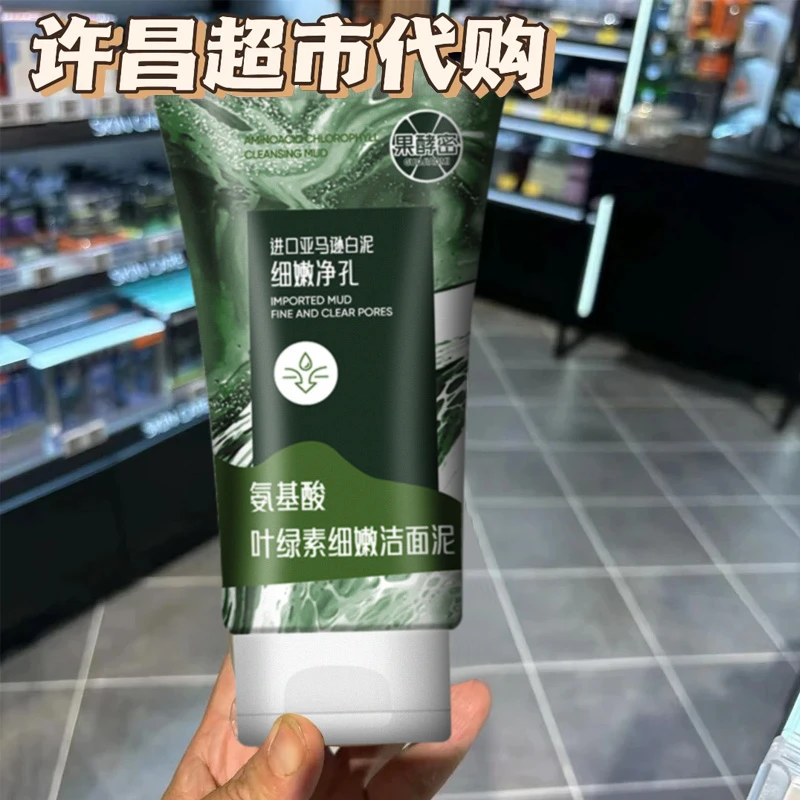 许昌超市代购
AMINOACID CHLOROPHYLL
CLEANSING MUD
果酵密
进口亚马逊白泥
细嫩净孔
IMPORTED MUD
FINE AND CLEAR PORES
氨基酸
叶绿素细嫩洁面泥